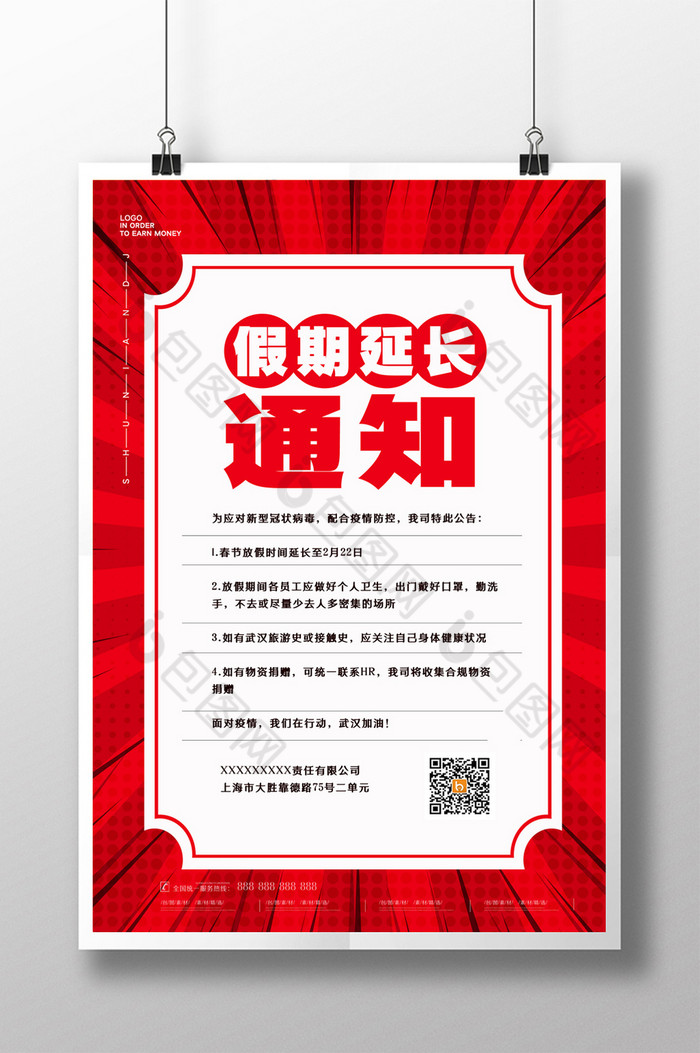 LOGO
IN ORDER
TO EARN MONEY
SHUNIANDJ
假期延长
通知
为应对新型冠状病毒，配合疫情防控，我司特此公告：
1.春节放假时间延长至2月22日
2.放假期间各员工应做好个人卫生，出门戴好口罩，勤洗
手，不去或尽量少去人多密集的场所
3.如有武汉旅游史或接触史，应关注自己身体健康状况
4.如有物资捐赠，可统一联系HR，我司将收集合规物资
捐赠
面对疫情，我们在行动，武汉加油！
XXXXXXXXX责任有限公司
上海市大胜靠德路75号二单元
全国统一服务热线：888 888 888 888
包图网